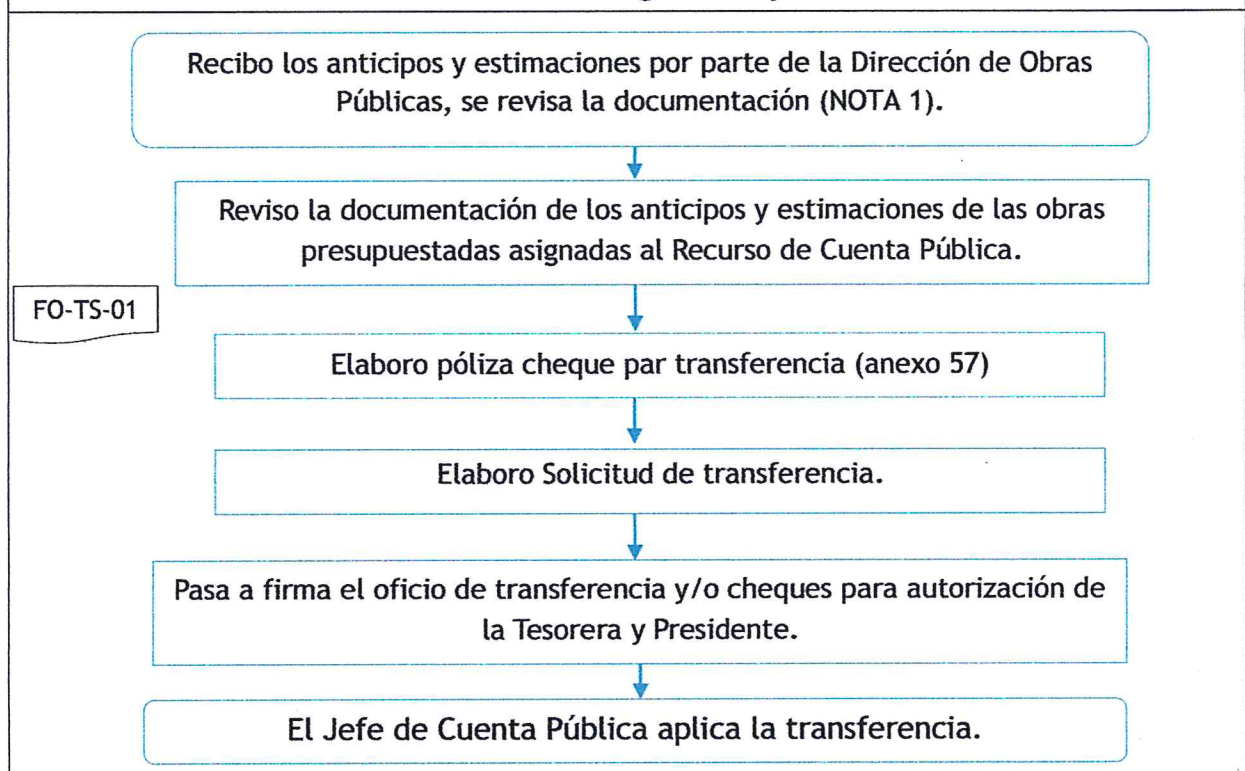 Recibo los anticipos y estimaciones por parte de la Dirección de Obras
Públicas, se revisa la documentación (NOTA 1).
Reviso la documentación de los anticipos y estimaciones de las obras
presupuestadas asignadas al Recurso de Cuenta Pública.
FO-TS-01
Elaboro póliza cheque par transferencia (anexo 57)
Elaboro Solicitud de transferencia.
Pasa a firma el oficio de transferencia y/o cheques para autorización de
la Tesorera y Presidente.
El Jefe de Cuenta Pública aplica la transferencia.